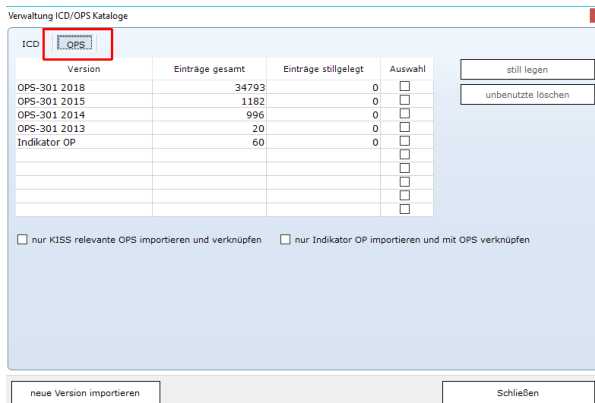 Verwaltung ICD/OPS Kataloge
ICD OPS
Version Einträge gesamt Einträge stillgelegt Auswahl
OPS-301 2018 34793 0
OPS-301 2015 1182 0
OPS-301 2014 996 0
OPS-301 2013 20 0
Indikator OP 60 0
still legen
unbenutzte löschen
nur KISS relevante OPS importieren und verknüpfen nur Indikator OP importieren und mit OPS verknüpfen
neue Version importieren Schließen